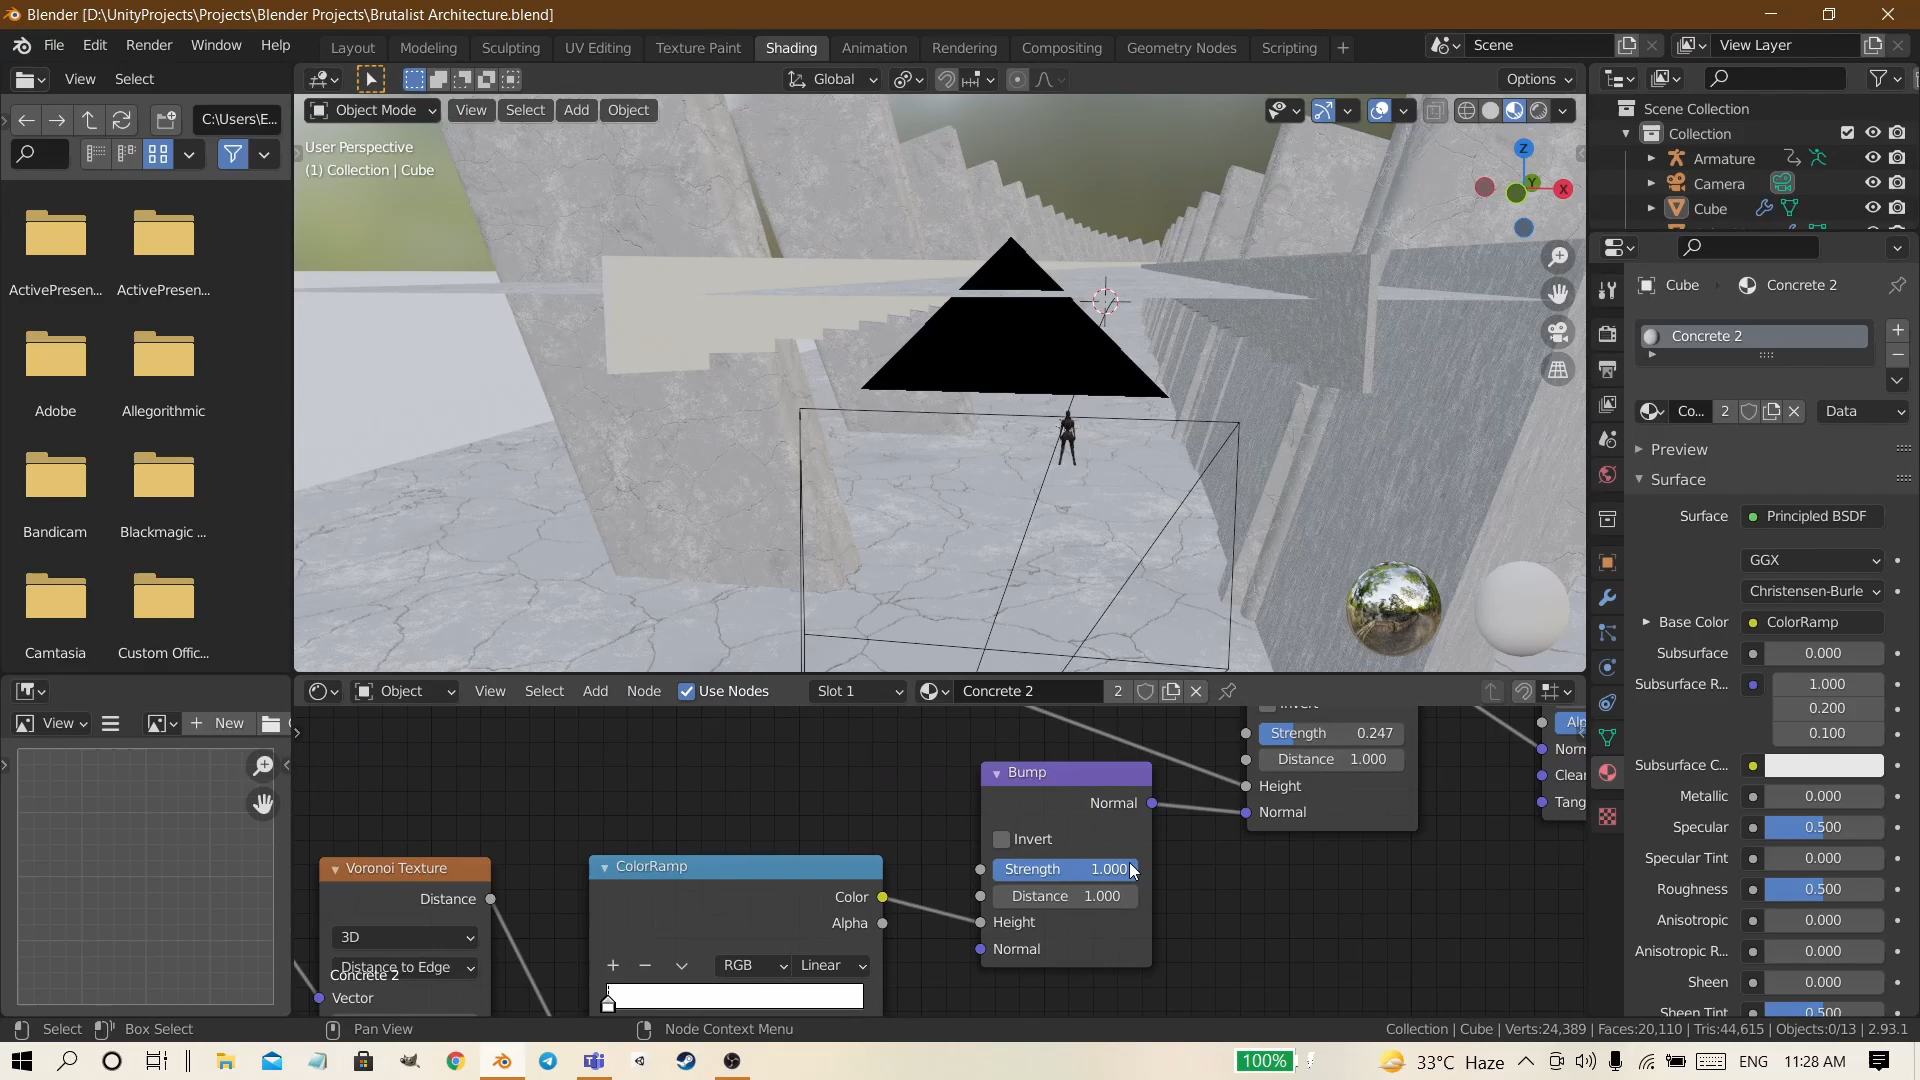 Blender [D:\UnityProjects\Projects\Blender Projects\Brutalist Architecture.blend]
File Edit Render Window Help
Layout Modeling Sculpting UV Editing Texture Paint Shading Animation Rendering Compositing Geometry Nodes Scripting
Scene
View Layer
View Select
Global
Options
C:\Users\E...
Object Mode
View Select Add Object
User Perspective
(1) Collection | Cube
Z
Y
X
ActivePresen...
ActivePresen...
Adobe
Allegorithmic
Bandicam
Blackmagic ...
Camtasia
Custom Offic...
Scene Collection
Collection
Armature
Camera
Cube
Cube
Concrete 2
Concrete 2
Co...
2
Data
Preview
Surface
Surface Principled BSDF
GGX
Christensen-Burle
Base Color ColorRamp
Subsurface 0.000
Subsurface R... 1.000
0.200
0.100
Subsurface C...
Metallic 0.000
Specular 0.500
Specular Tint 0.000
Roughness 0.500
Anisotropic 0.000
Anisotropic R... 0.000
Sheen 0.000
Sheen Tint 0.500
View
New
Object
View Select Add Node
Use Nodes
Slot 1
Concrete 2
2
Invert
Strength 0.247
Distance 1.000
Height
Normal
Alp
Norm
Clear
Tang
Bump
Normal
Invert
Strength 1.000
Distance 1.000
Height
Normal
Voronoi Texture
Distance
3D
Distance to Edge
Concrete 2
Vector
ColorRamp
Color
Alpha
RGB
Linear
Select
Box Select
Pan View
Node Context Menu
Collection | Cube | Verts:24,389 | Faces:20,110 | Tris:44,615 | Objects:0/13 | 2.93.1
100%
33°C Haze
ENG
11:28 AM